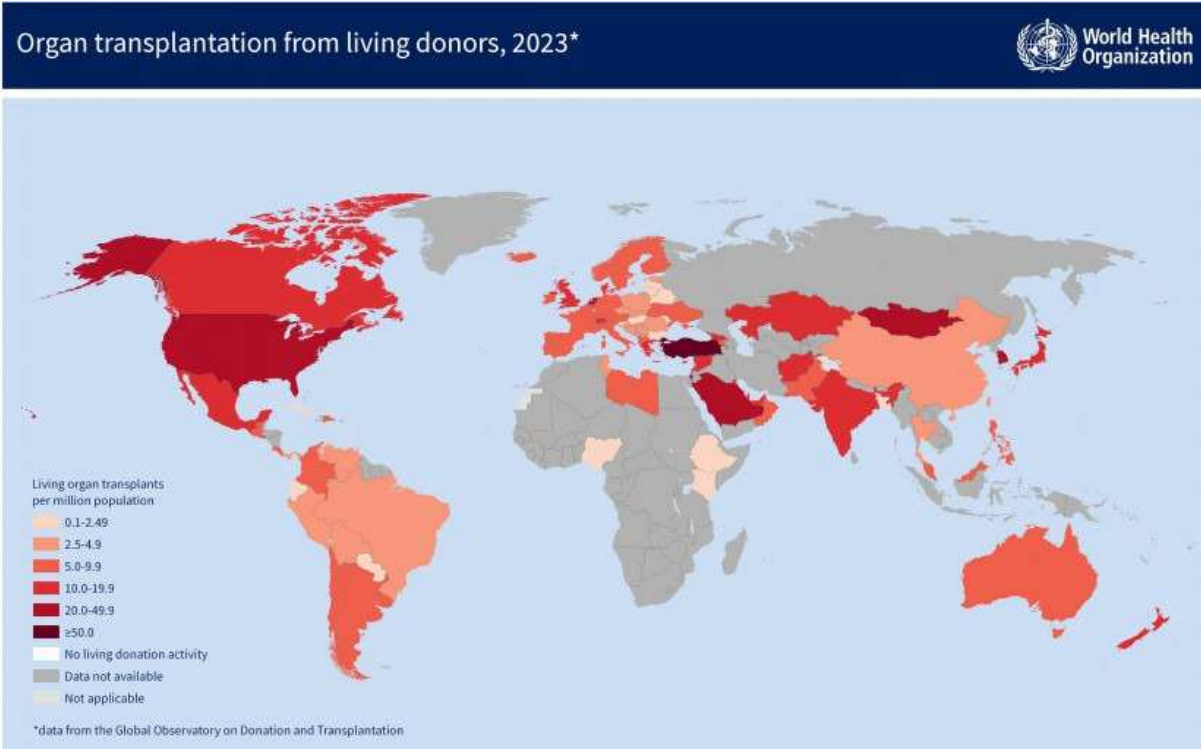 Organ transplantation from living donors, 2023*
World Health
Organization
Living organ transplants
per million population
0.1-2.49
2.5-4.9
5.0-9.9
10.0-19.9
20.0-49.9
≥50.0
No living donation activity
Data not available
Not applicable
*data from the Global Observatory on Donation and Transplantation